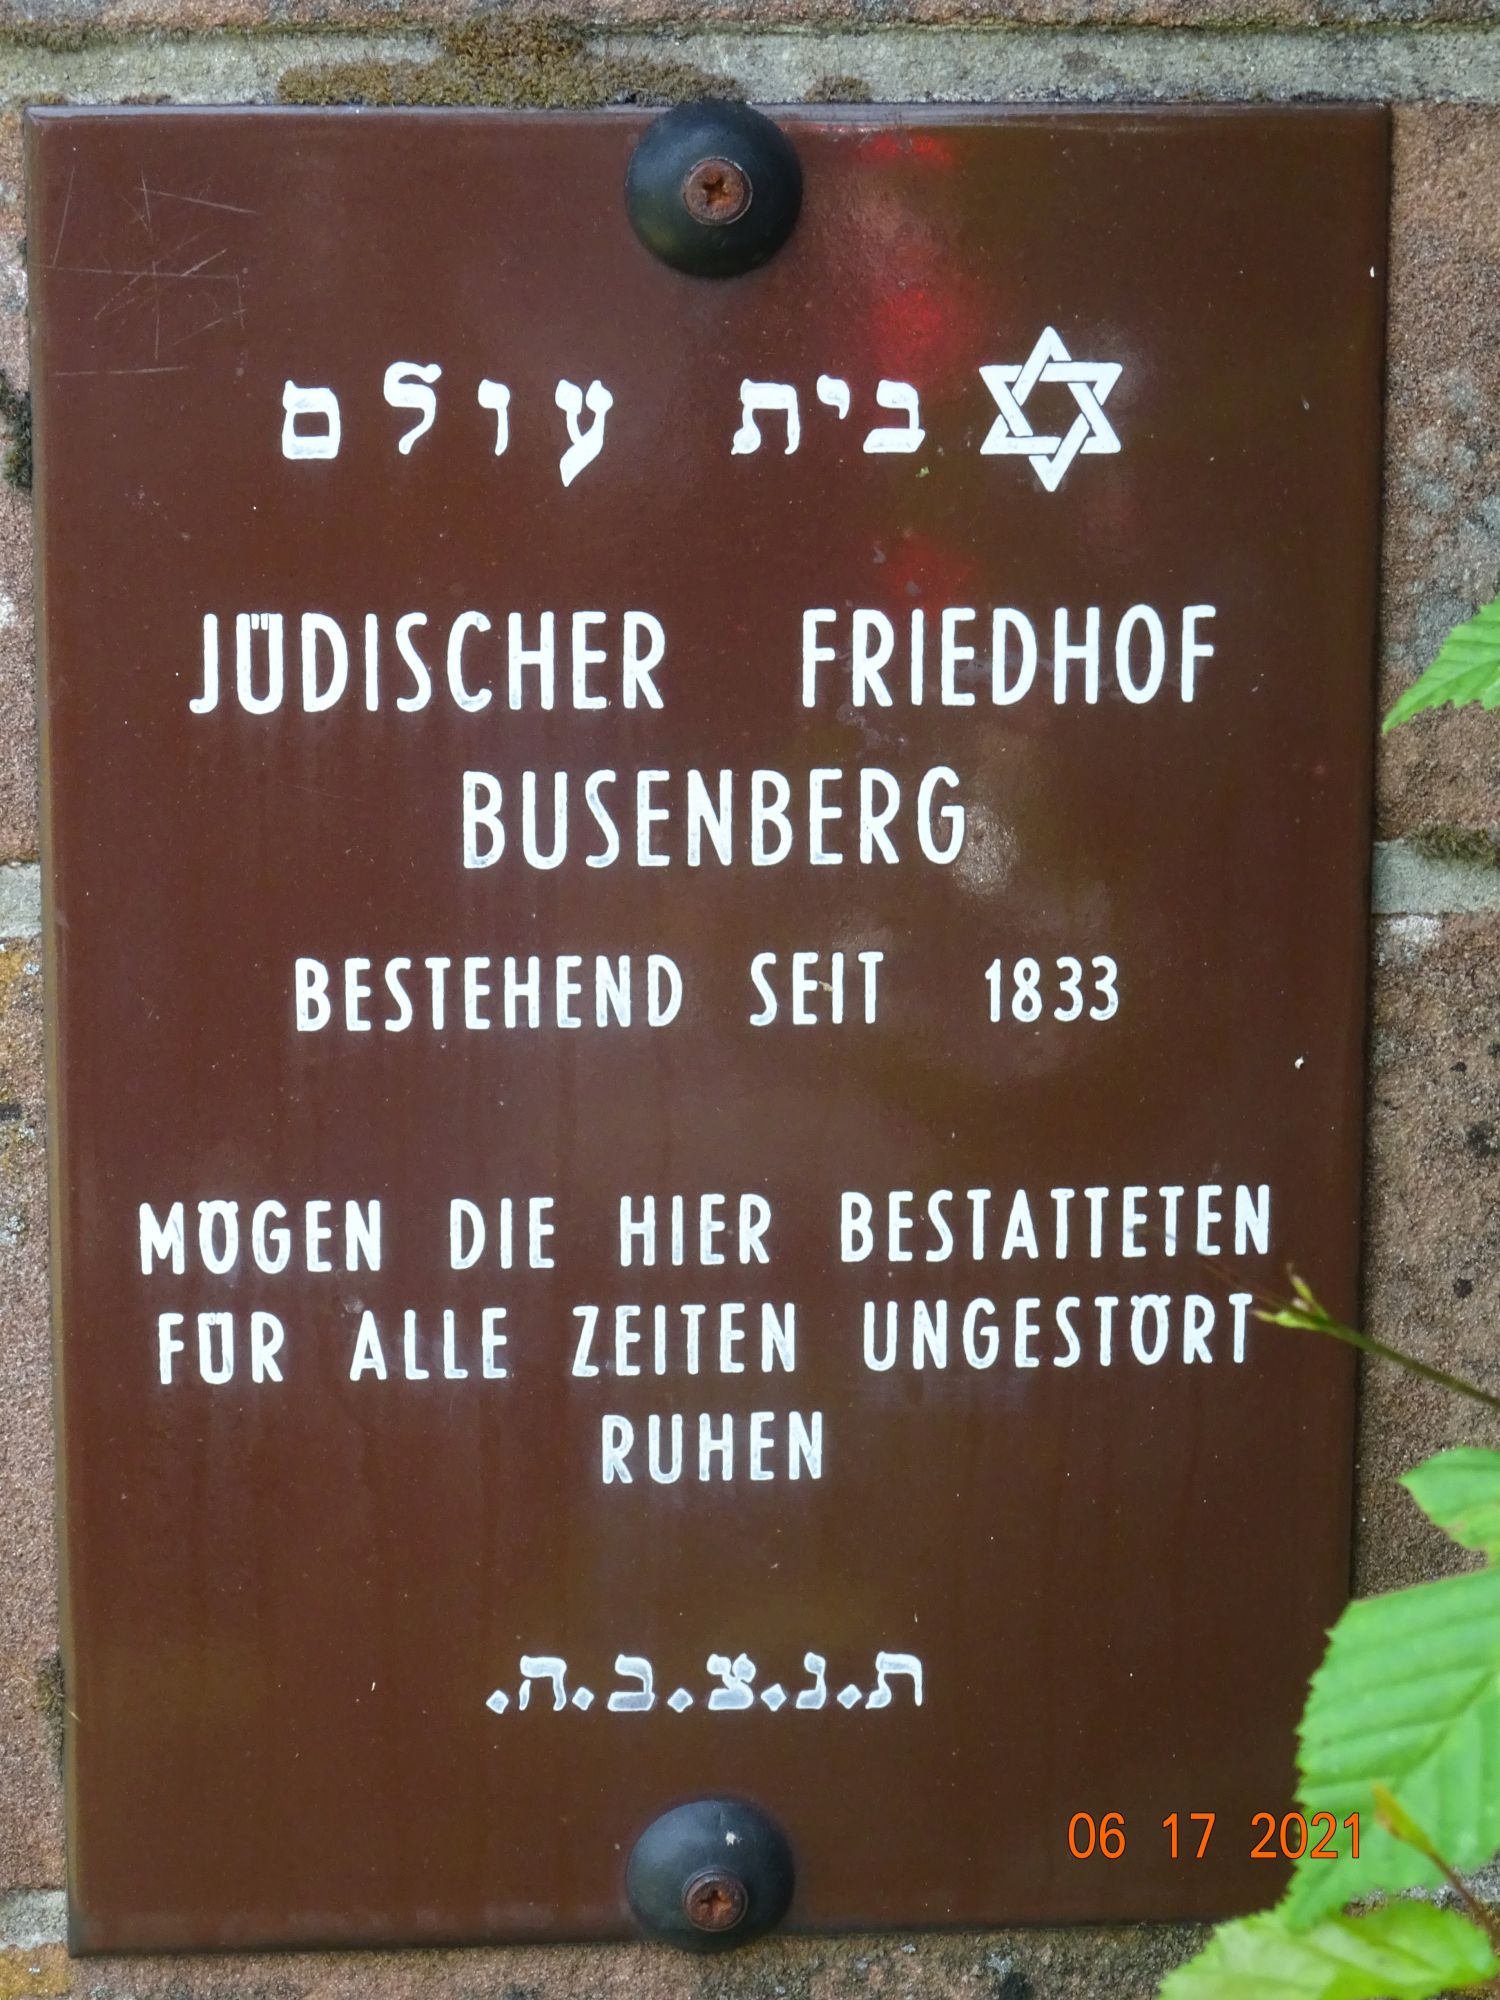 בית עולם
JÜDISCHER FRIEDHOF
BUSENBERG
BESTEHEND SEIT 1833
MÖGEN DIE HIER BESTATTETEN
FÜR ALLE ZEITEN UNGESTÖRT
RUHEN
ת.נ.צ.ב.ה.
06 17 2021